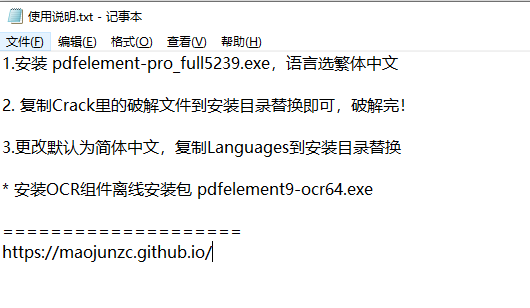 使用说明.txt - 记事本
文件(F) 编辑(E) 格式(O) 查看(V) 帮助(H)
1.安装 pdfelement-pro_full5239.exe，语言选繁体中文
2. 复制Crack里的破解文件到安装目录替换即可，破解完！
3.更改默认为简体中文，复制Languages到安装目录替换
* 安装OCR组件离线安装包 pdfelement9-ocr64.exe
====================
https://maojunzc.github.io/